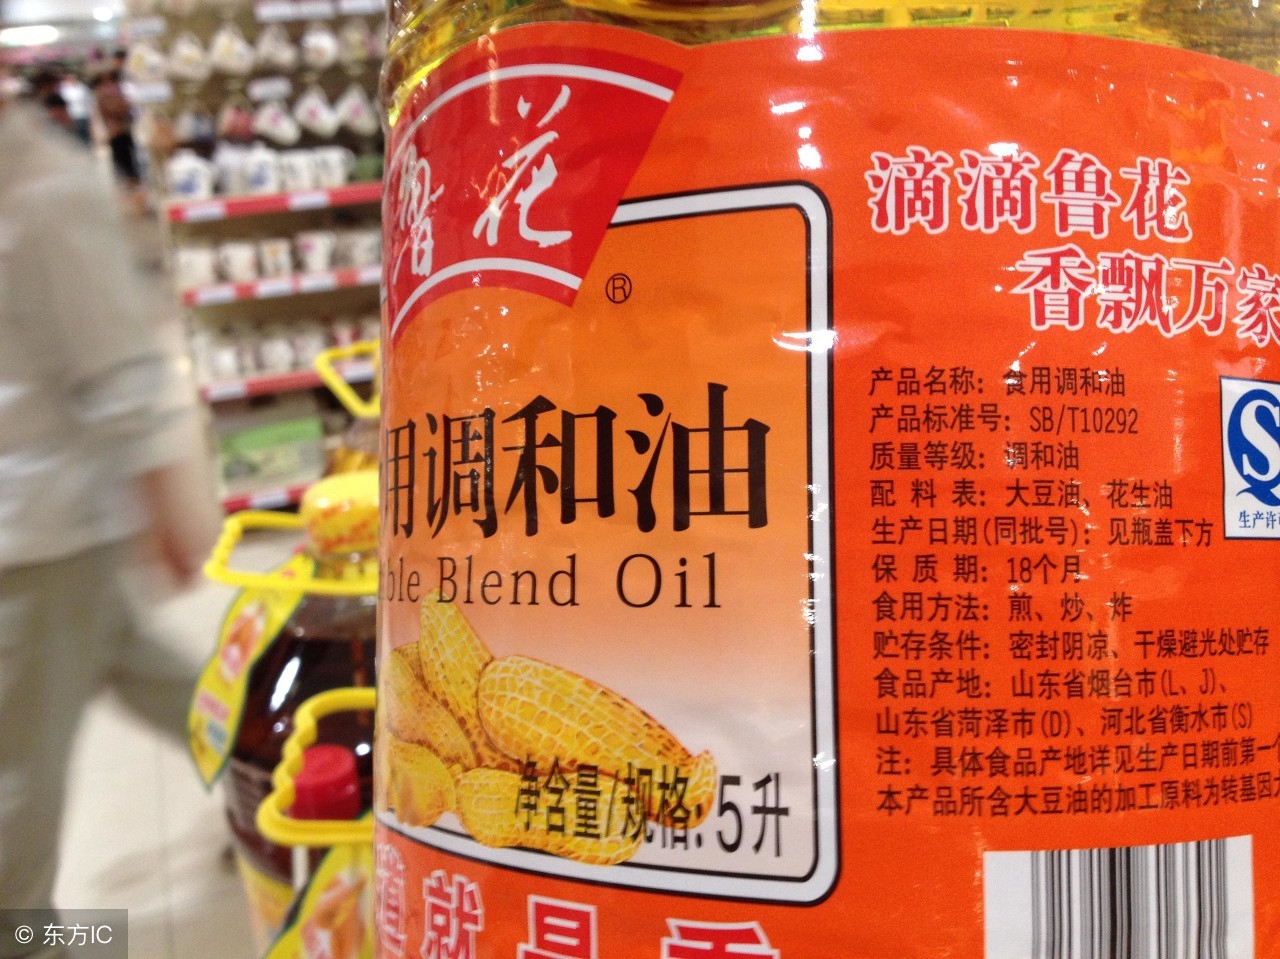 鲁花
®
滴滴鲁花
香飘万家
用调和油
ble Blend Oil
净含量/规格:5升
产品名称：食用调和油
产品标准号：SB/T10292
质量等级：调和油
配 料 表：大豆油、花生油
生产日期(同批号)：见瓶盖下方
保 质 期：18个月
食用方法：煎、炒、炸
贮存条件：密封阴凉、干燥避光处贮存
食品产地：山东省烟台市(L、J)、
山东省菏泽市(D)、河北省衡水市(S)
注：具体食品产地详见生产日期前第一
本产品所含大豆油的加工原料为转基因
生产许
就是香
© 东方IC